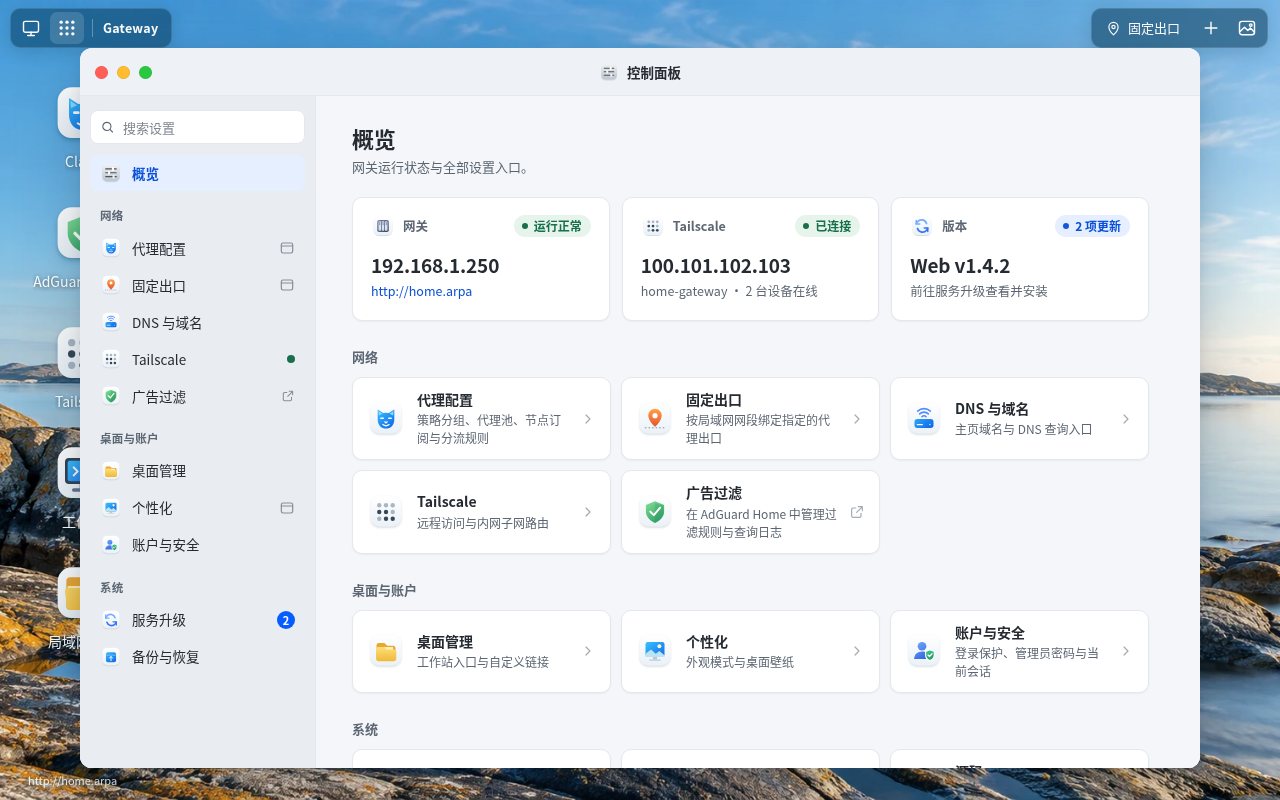 Gateway
固定出口
控制面板
搜索设置
概览
网络
代理配置
固定出口
DNS 与域名
Tailscale
广告过滤
桌面与账户
桌面管理
个性化
账户与安全
系统
服务升级
2
备份与恢复
概览
网关运行状态与全部设置入口。
网关
运行正常
192.168.1.250
http://home.arpa
Tailscale
已连接
100.101.102.103
home-gateway · 2 台设备在线
版本
2 项更新
Web v1.4.2
前往服务升级查看并安装
网络
代理配置
策略分组、代理池、节点订
阅与分流规则
固定出口
按局域网网段绑定指定的代
理出口
DNS 与域名
主页域名与 DNS 查询入口
Tailscale
远程访问与内网子网路由
广告过滤
在 AdGuard Home 中管理过
滤规则与查询日志
桌面与账户
桌面管理
工作站入口与自定义链接
个性化
外观模式与桌面壁纸
账户与安全
登录保护、管理员密码与当
前会话
系统
Cla
AdGuar
Tails
工
局域
http://home.arpa